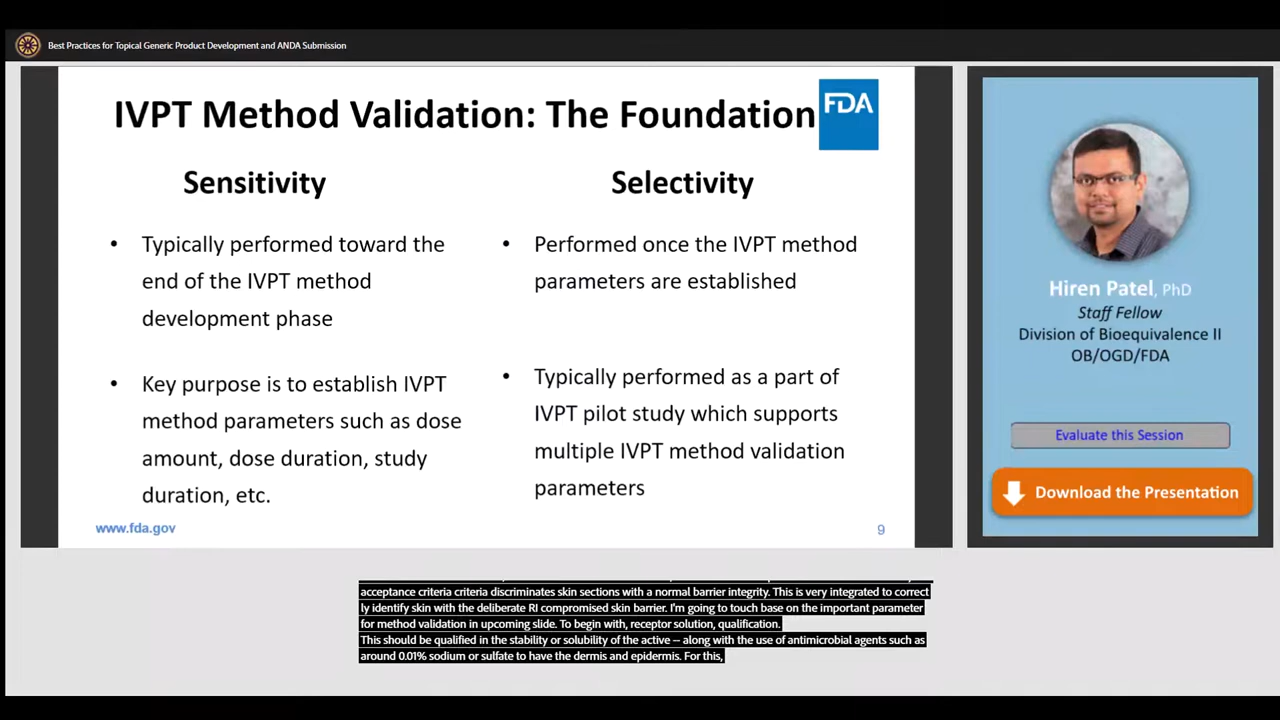 Best Practices for Topical Generic Product Development and ANDA Submission
IVPT Method Validation: The Foundation
FDA
Sensitivity
• Typically performed toward the
end of the IVPT method
development phase
• Key purpose is to establish IVPT
method parameters such as dose
amount, dose duration, study
duration, etc.
Selectivity
• Performed once the IVPT method
parameters are established
• Typically performed as a part of
IVPT pilot study which supports
multiple IVPT method validation
parameters
www.fda.gov
9
Hiren Patel, PhD
Staff Fellow
Division of Bioequivalence II
OB/OGD/FDA
Evaluate this Session
Download the Presentation
acceptance criteria criteria discriminates skin sections with a normal barrier integrity. This is very integrated to correct
ly identify skin with the deliberate RI compromised skin barrier. I'm going to touch base on the important parameter
for method validation in upcoming slide. To begin with, receptor solution, qualification.
This should be qualified in the stability or solubility of the active -- along with the use of antimicrobial agents such as
around 0.01% sodium or sulfate to have the dermis and epidermis. For this,